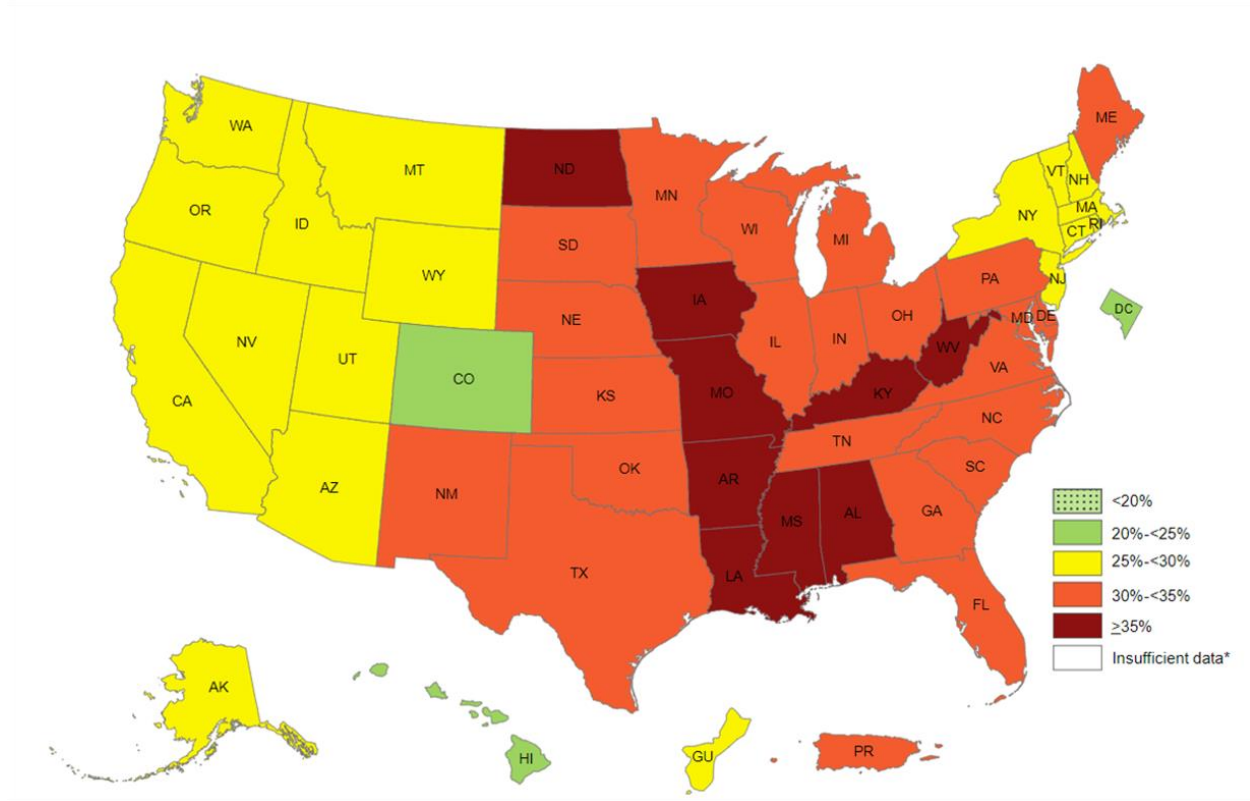 ME
WA
MT
ND
MN
VT
NH
OR
ID
SD
WI
MI
NY
MA
CT
RI
WY
IA
NE
PA
NJ
NV
UT
CO
IL
IN
OH
MD
DE
DC
CA
KS
MO
KY
WV
VA
AZ
NM
OK
AR
TN
NC
SC
TX
LA
MS
AL
GA
FL
<20%
20%-<25%
25%-<30%
30%-<35%
≥35%
Insufficient data*
AK
HI
GU
PR